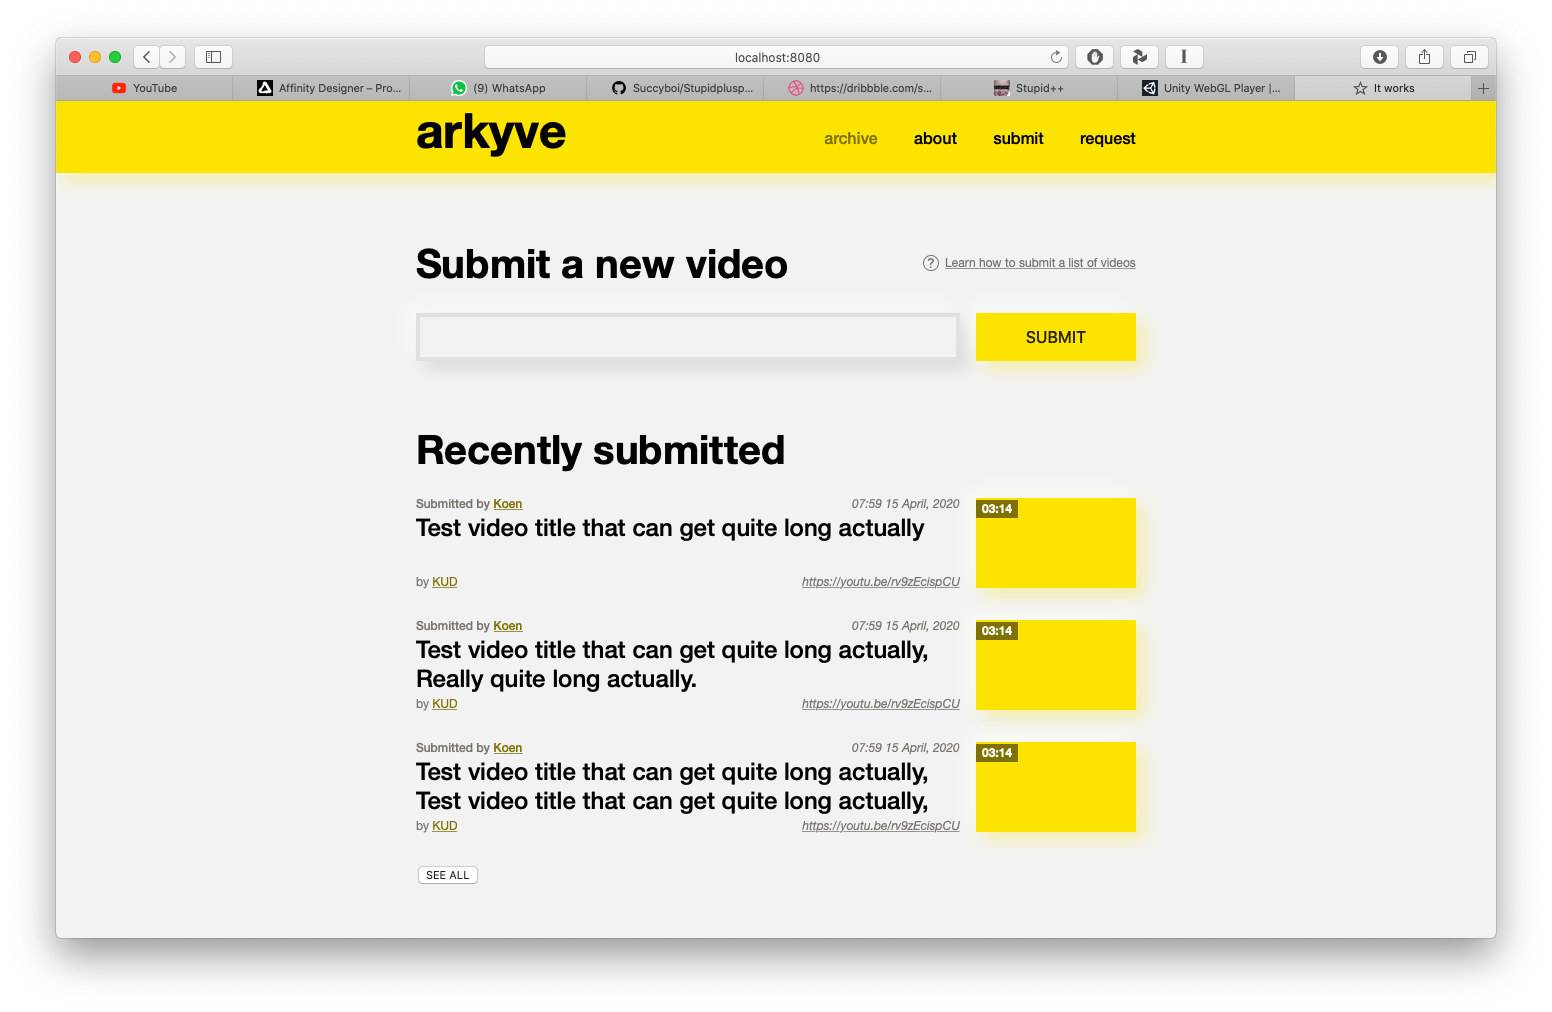 localhost:8080
YouTube
Affinity Designer – Pro...
(9) WhatsApp
Succyboi/Stupidplusp...
https://dribbble.com/s...
Stupid++
Unity WebGL Player |...
It works
arkyve
archive
about
submit
request
Submit a new video
? Learn how to submit a list of videos
SUBMIT
Recently submitted
Submitted by Koen
07:59 15 April, 2020
03:14
Test video title that can get quite long actually
by KUD
https://youtu.be/rv9zEcispCU
Submitted by Koen
07:59 15 April, 2020
03:14
Test video title that can get quite long actually,
Really quite long actually.
by KUD
https://youtu.be/rv9zEcispCU
Submitted by Koen
07:59 15 April, 2020
03:14
Test video title that can get quite long actually,
Test video title that can get quite long actually,
by KUD
https://youtu.be/rv9zEcispCU
SEE ALL